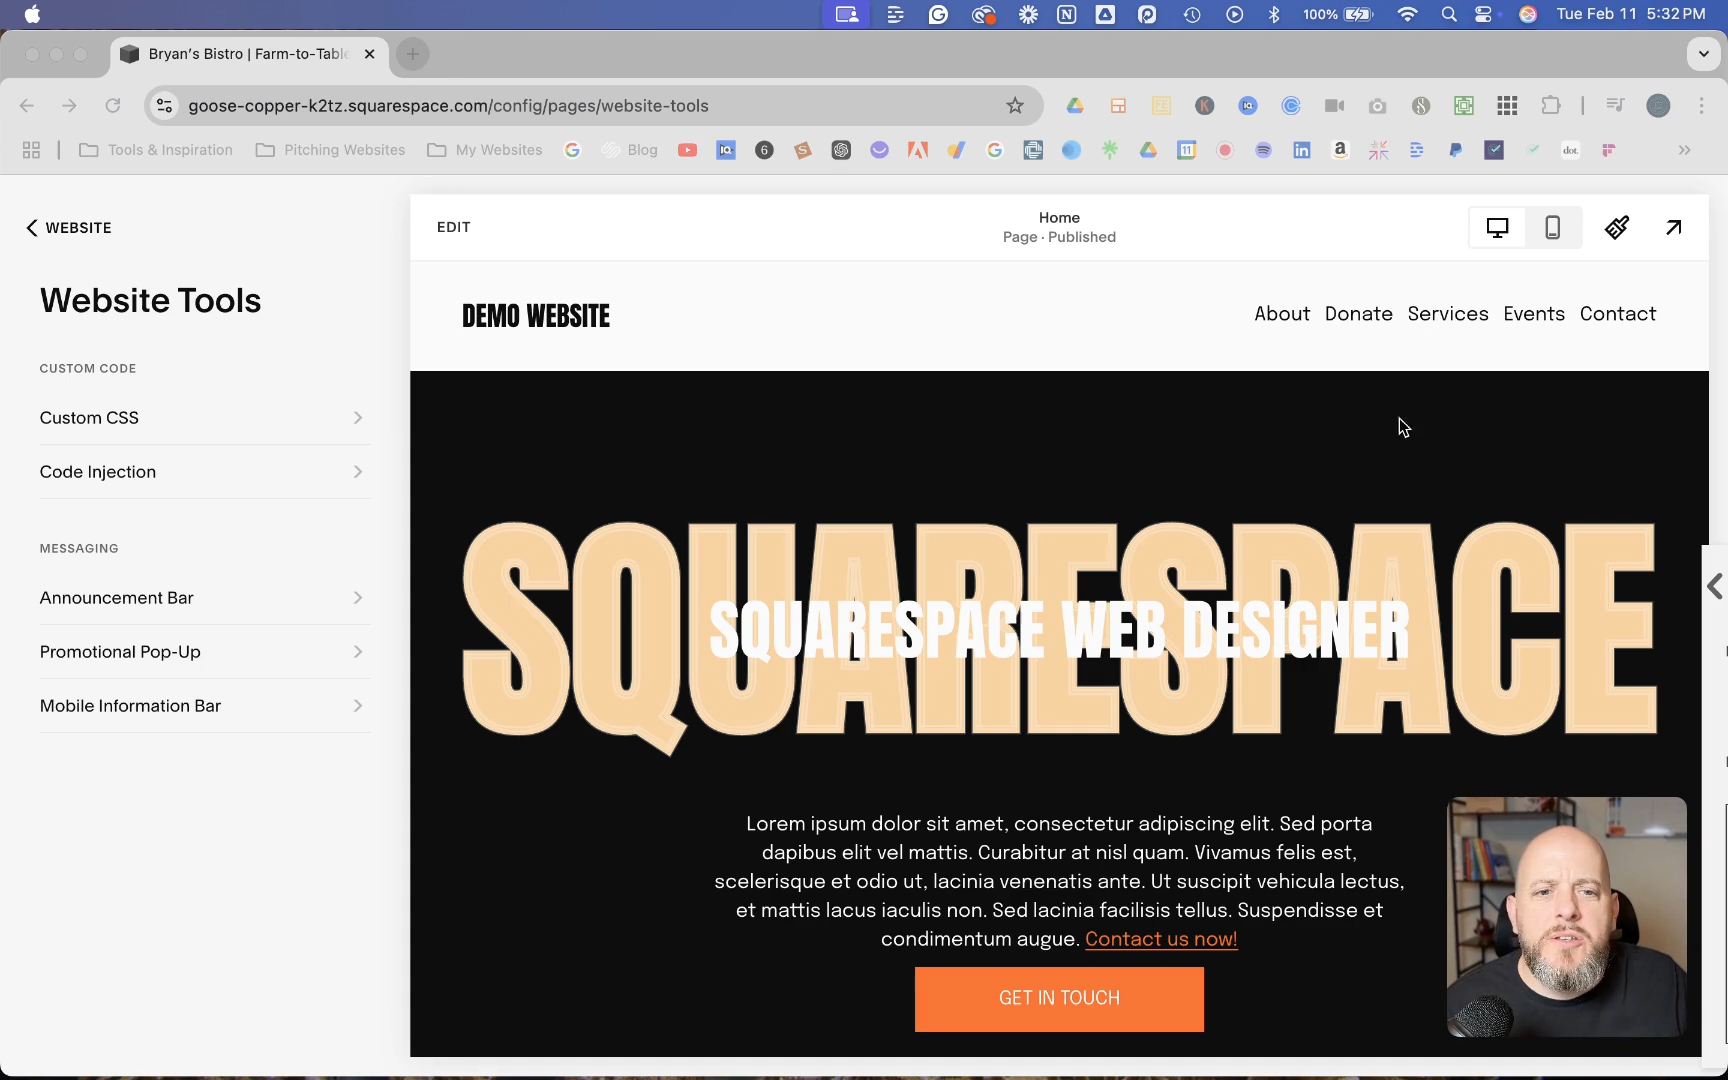 100%
Tue Feb 11 5:32 PM
Bryan's Bistro | Farm-to-Table
goose-copper-k2tz.squarespace.com/config/pages/website-tools
Tools & Inspiration
Pitching Websites
My Websites
Blog
dot.
WEBSITE
Website Tools
CUSTOM CODE
Custom CSS
Code Injection
MESSAGING
Announcement Bar
Promotional Pop-Up
Mobile Information Bar
EDIT
Home
Page · Published
DEMO WEBSITE
About Donate Services Events Contact
SQUARESPACE
SQUARESPACE WEB DESIGNER
Lorem ipsum dolor sit amet, consectetur adipiscing elit. Sed porta
dapibus elit vel mattis. Curabitur at nisl quam. Vivamus felis est,
scelerisque et odio ut, lacinia venenatis ante. Ut suscipit vehicula lectus,
et mattis lacus iaculis non. Sed lacinia facilisis tellus. Suspendisse et
condimentum augue. Contact us now!
GET IN TOUCH